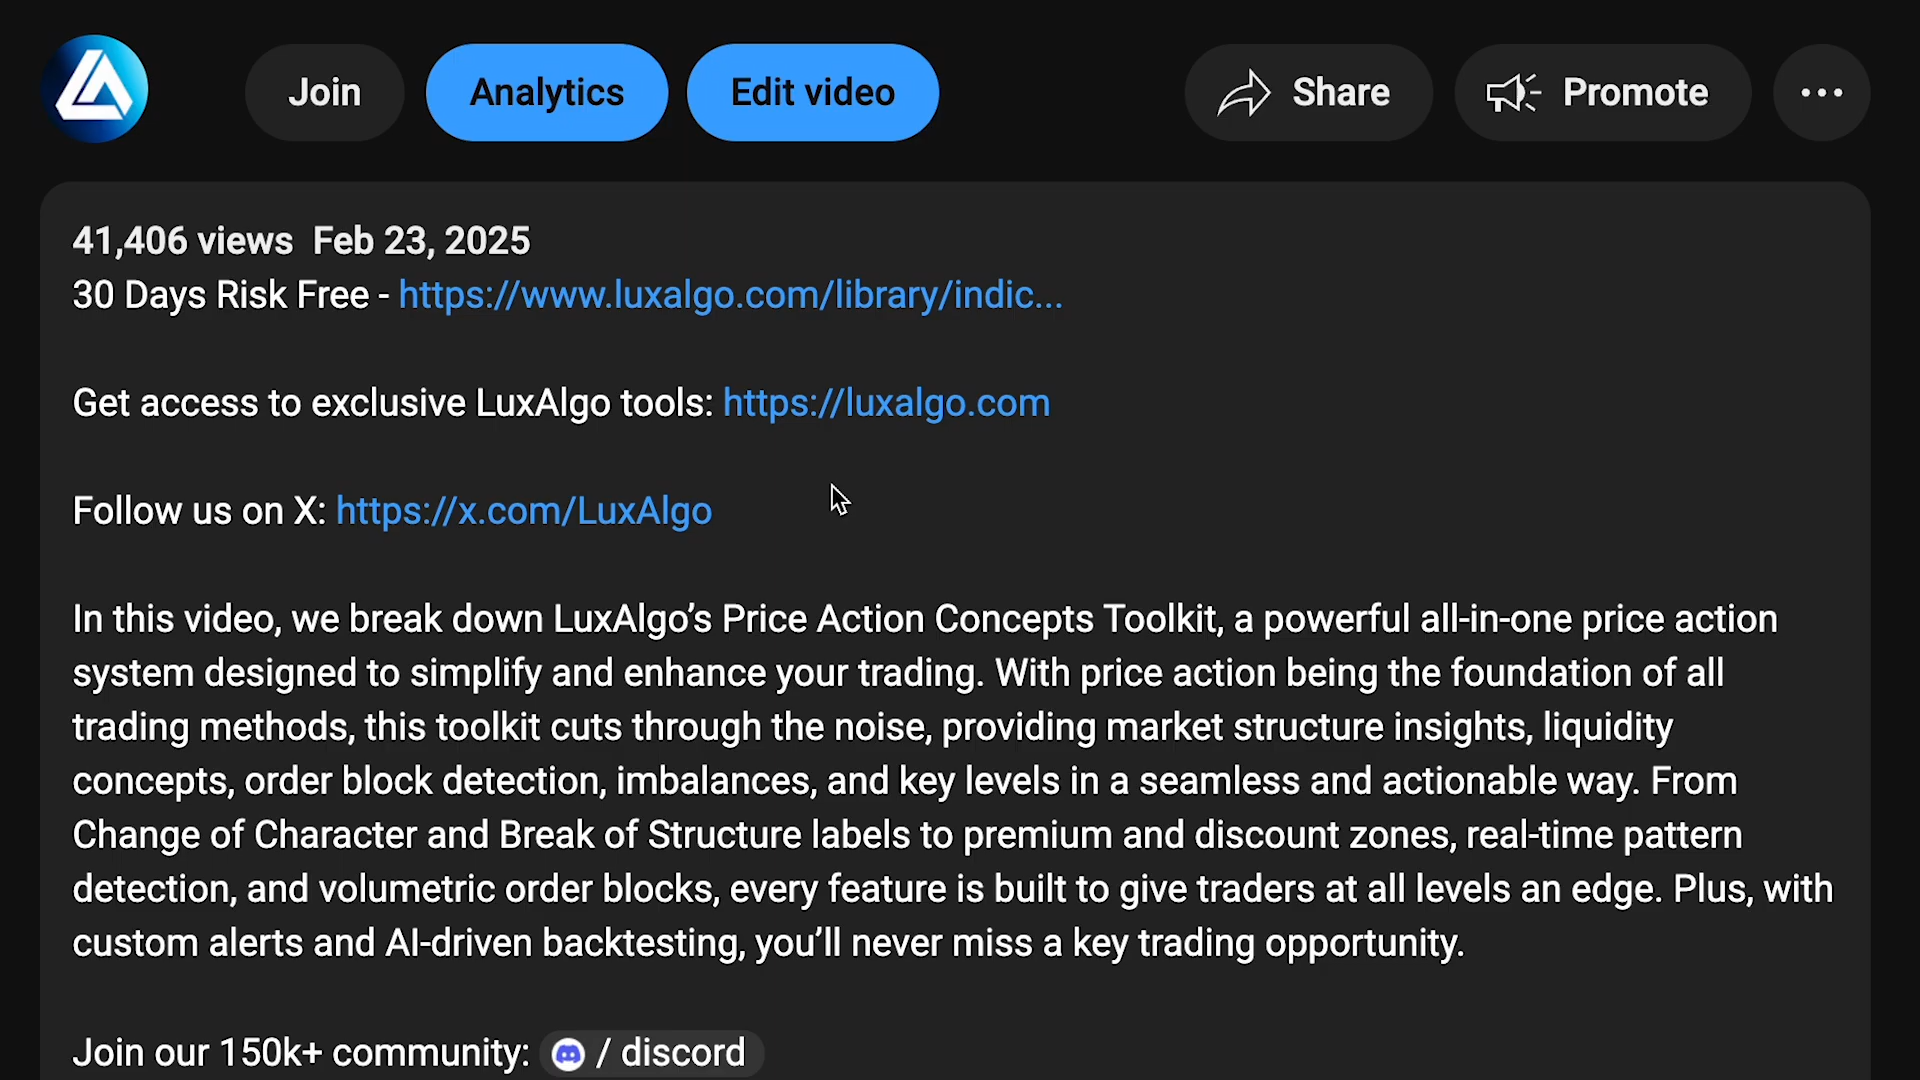 Join Analytics Edit video Share Promote
41,406 views Feb 23, 2025
30 Days Risk Free - https://www.luxalgo.com/library/indic...
Get access to exclusive LuxAlgo tools: https://luxalgo.com
Follow us on X: https://x.com/LuxAlgo
In this video, we break down LuxAlgo’s Price Action Concepts Toolkit, a powerful all-in-one price action
system designed to simplify and enhance your trading. With price action being the foundation of all
trading methods, this toolkit cuts through the noise, providing market structure insights, liquidity
concepts, order block detection, imbalances, and key levels in a seamless and actionable way. From
Change of Character and Break of Structure labels to premium and discount zones, real-time pattern
detection, and volumetric order blocks, every feature is built to give traders at all levels an edge. Plus, with
custom alerts and AI-driven backtesting, you’ll never miss a key trading opportunity.
Join our 150k+ community: / discord